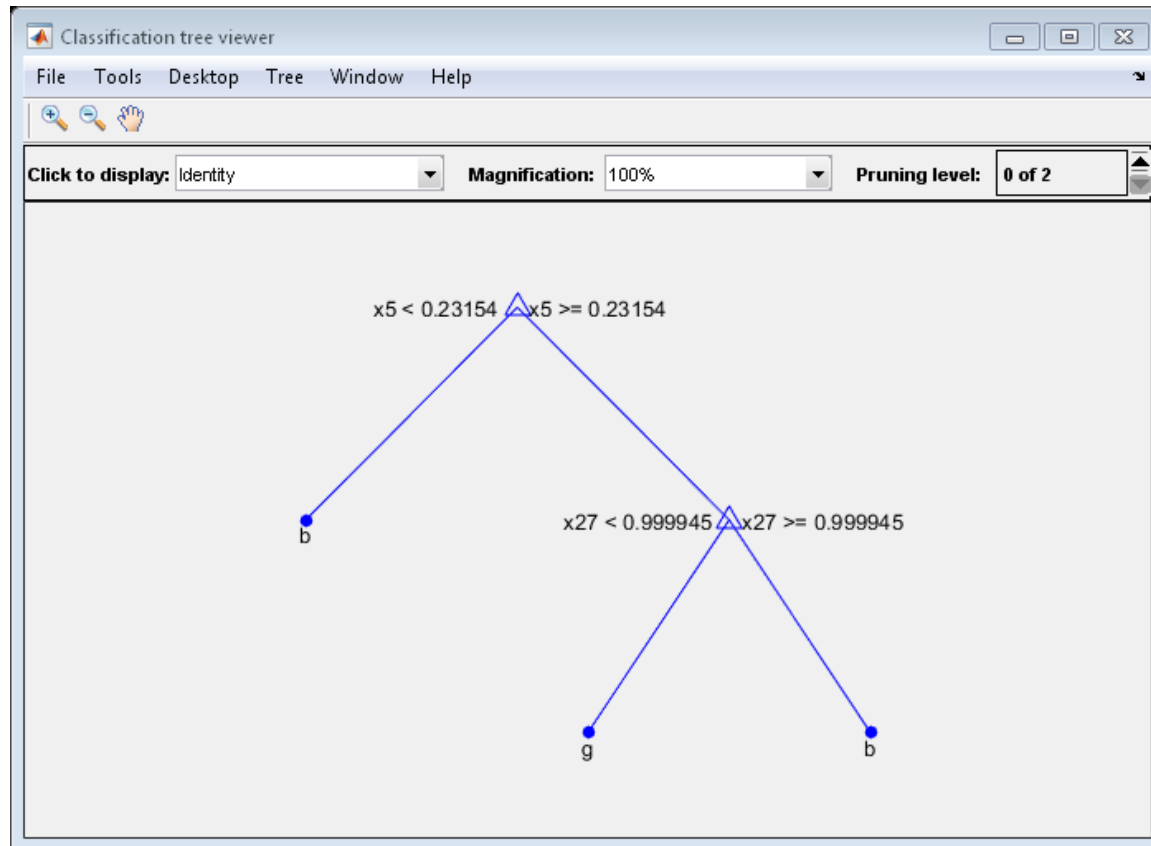 Classification tree viewer
File Tools Desktop Tree Window Help
Click to display: Identity Magnification: 100% Pruning level: 0 of 2
x5 < 0.23154 x5 >= 0.23154
b
x27 < 0.999945 x27 >= 0.999945
g b